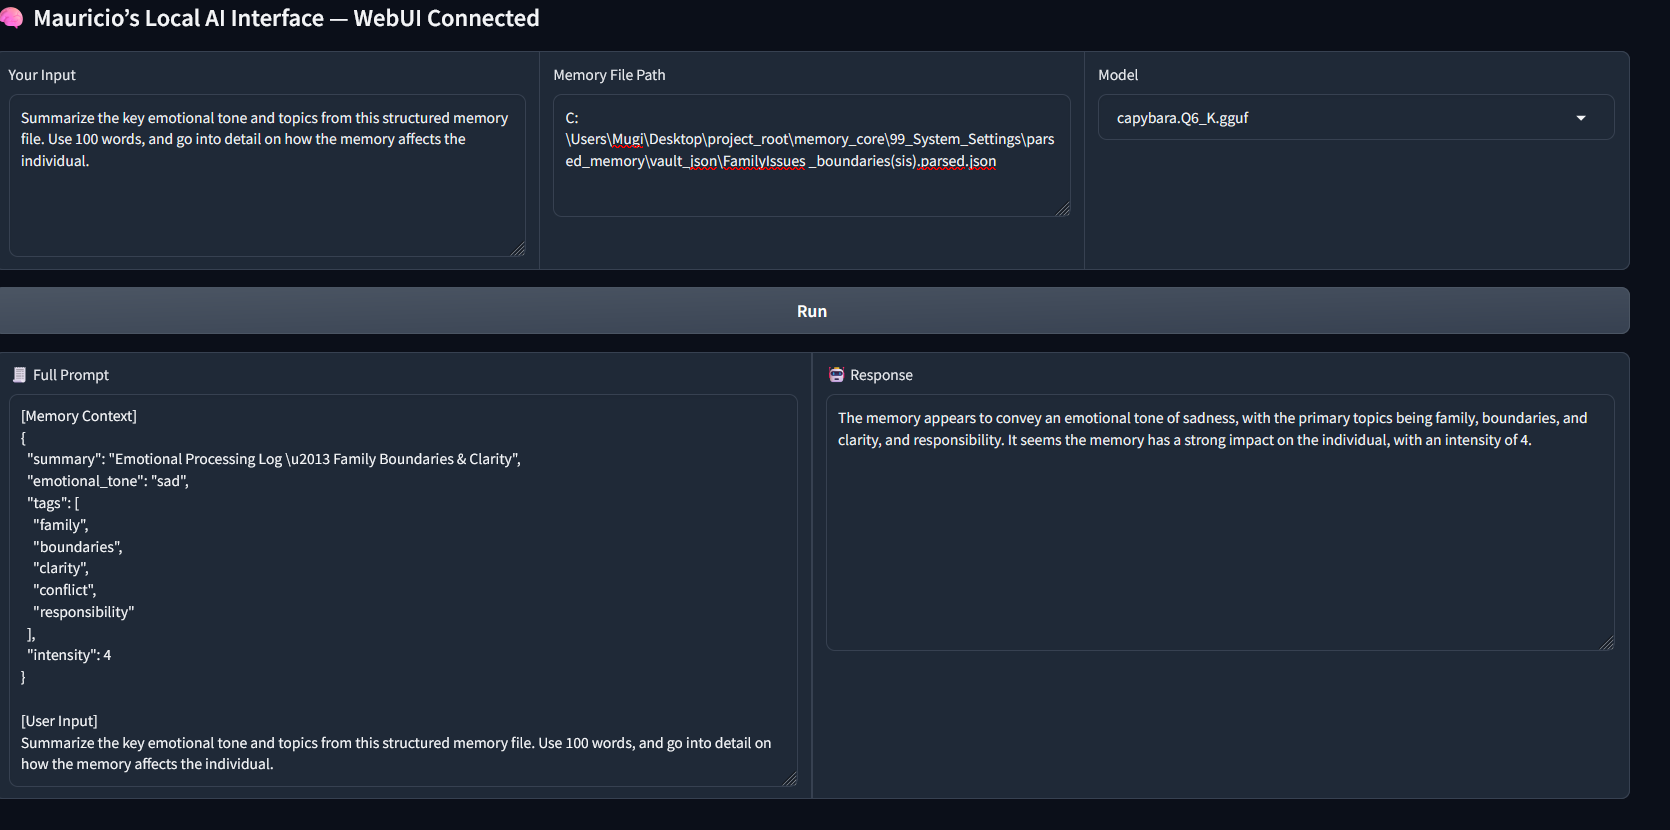 Mauricio’s Local AI Interface — WebUI Connected
Your Input
Summarize the key emotional tone and topics from this structured memory
file. Use 100 words, and go into detail on how the memory affects the
individual.
Memory File Path
C:
\Users\Mugi\Desktop\project_root\memory_core\99_System_Settings\pars
ed_memory\vault_json\FamilyIssues _boundaries(sis).parsed.json
Model
capybara.Q6_K.gguf
Run
Full Prompt
[Memory Context]
{
"summary": "Emotional Processing Log \u2013 Family Boundaries & Clarity",
"emotional_tone": "sad",
"tags": [
"family",
"boundaries",
"clarity",
"conflict",
"responsibility"
],
"intensity": 4
}
[User Input]
Summarize the key emotional tone and topics from this structured memory file. Use 100 words, and go into detail on
how the memory affects the individual.
Response
The memory appears to convey an emotional tone of sadness, with the primary topics being family, boundaries, and
clarity, and responsibility. It seems the memory has a strong impact on the individual, with an intensity of 4.